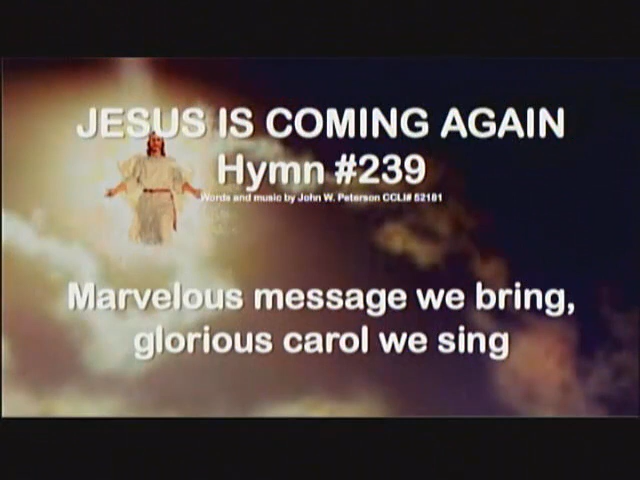 JESUS IS COMING AGAIN
Hymn #239
Words and music by John W. Peterson CCLI# 52181
Marvelous message we bring,
glorious carol we sing